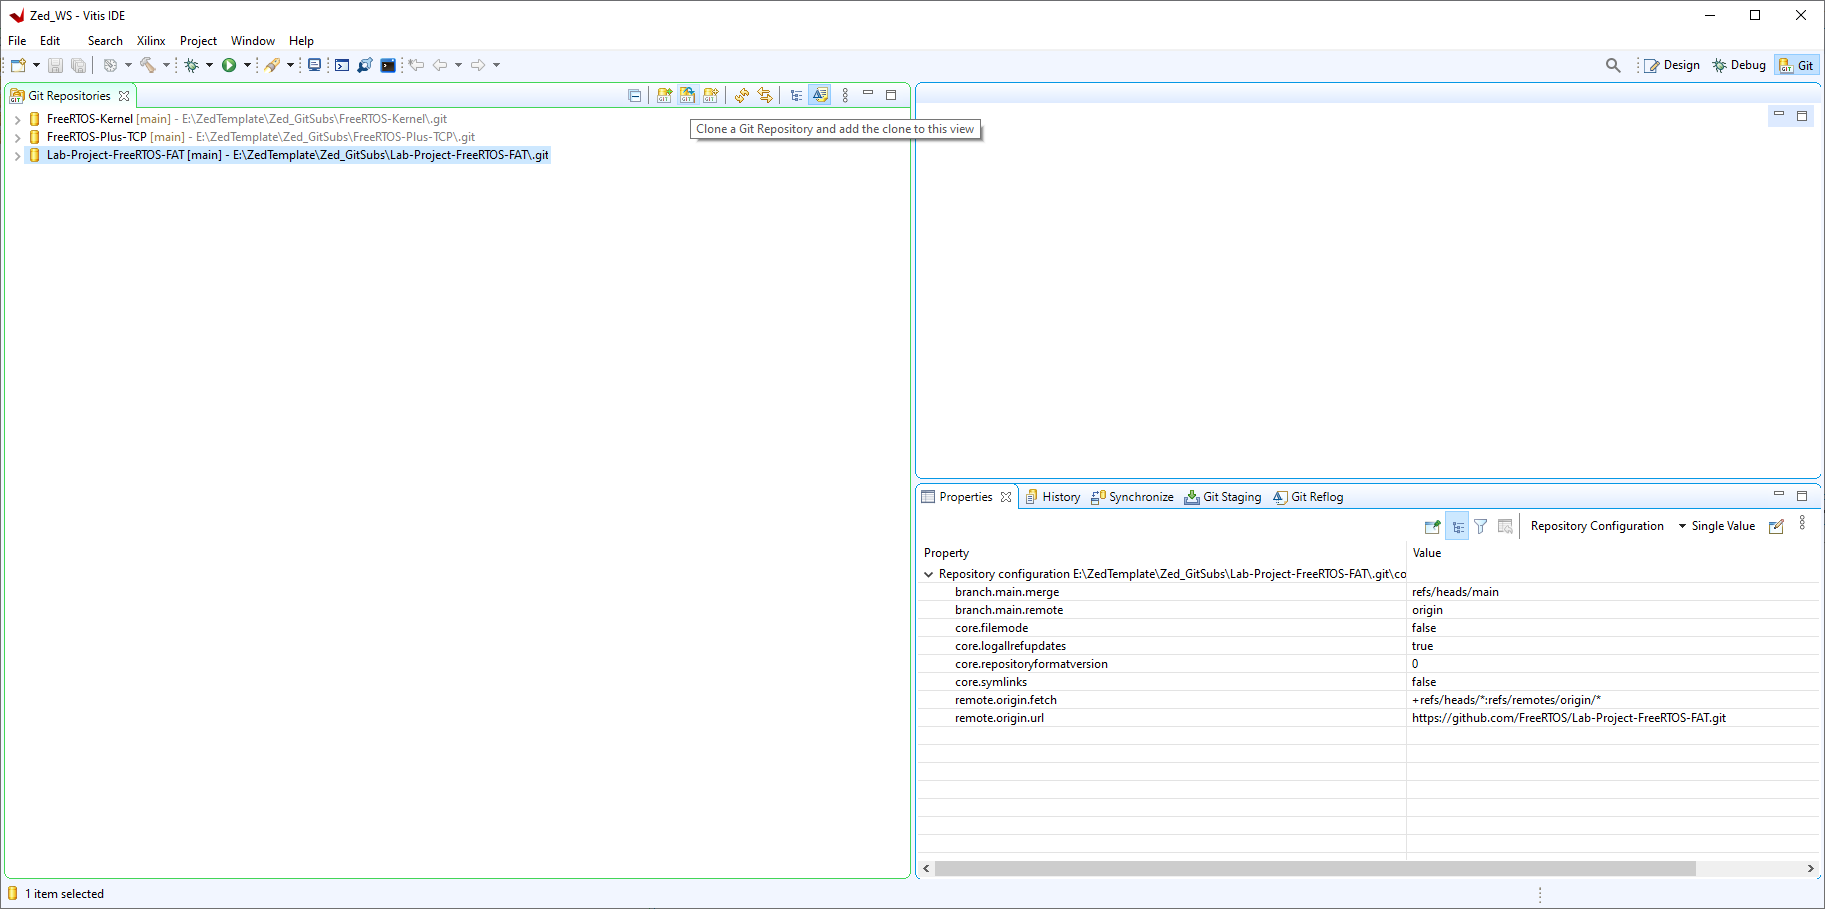 Zed_WS - Vitis IDE
File Edit Search Xilinx Project Window Help
Design Debug Git
Git Repositories
FreeRTOS-Kernel [main] - E:\ZedTemplate\Zed_GitSubs\FreeRTOS-Kernel\.git
FreeRTOS-Plus-TCP [main] - E:\ZedTemplate\Zed_GitSubs\FreeRTOS-Plus-TCP\.git
Lab-Project-FreeRTOS-FAT [main] - E:\ZedTemplate\Zed_GitSubs\Lab-Project-FreeRTOS-FAT\.git
Clone a Git Repository and add the clone to this view
Properties History Synchronize Git Staging Git Reflog
Repository Configuration Single Value
Property Value
Repository configuration E:\ZedTemplate\Zed_GitSubs\Lab-Project-FreeRTOS-FAT\.git\co
branch.main.merge refs/heads/main
branch.main.remote origin
core.filemode false
core.logallrefupdates true
core.repositoryformatversion 0
core.symlinks false
remote.origin.fetch +refs/heads/*:refs/remotes/origin/*
remote.origin.url https://github.com/FreeRTOS/Lab-Project-FreeRTOS-FAT.git
1 item selected